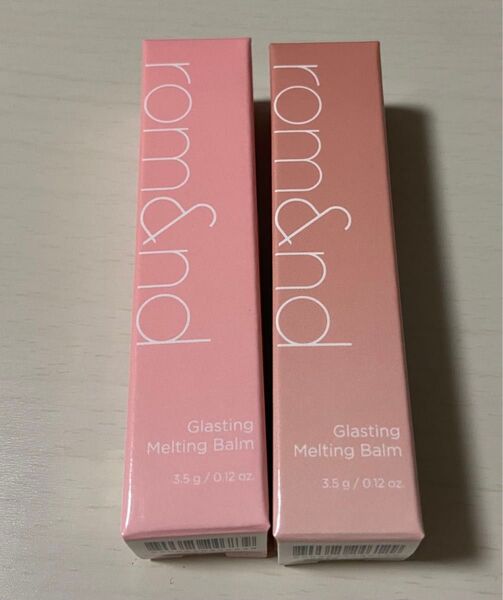 rom&nd
Glasting
Melting Balm
3.5 g / 0.12 oz.
rom&nd
Glasting
Melting Balm
3.5 g / 0.12 oz.